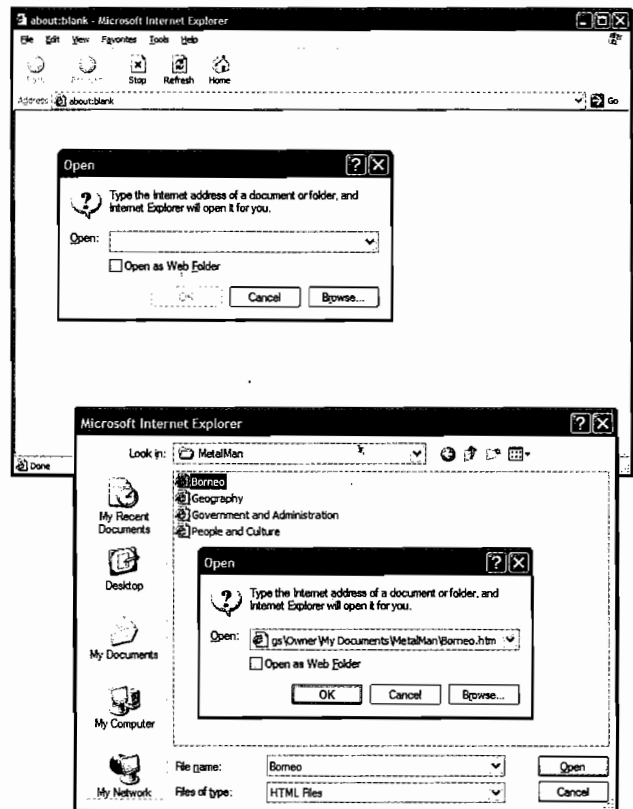 about:blank - Microsoft Internet Explorer
File Edit View Favorites Tools Help
Stop Refresh Home
Address about:blank Go
Open
Type the Internet address of a document or folder, and
Internet Explorer will open it for you.
Open:
Open as Web Folder
OK Cancel Browse...
Done
Microsoft Internet Explorer
Look in: MetalMan
Borneo
Geography
Government and Administration
People and Culture
My Recent
Documents
Desktop
My Documents
My Computer
My Network
Open
Type the Internet address of a document or folder, and
Internet Explorer will open it for you.
Open: gs\Owner\My Documents\MetalMan\Borneo.htm
Open as Web Folder
OK Cancel Browse...
File name: Borneo Open
Files of type: HTML Files Cancel